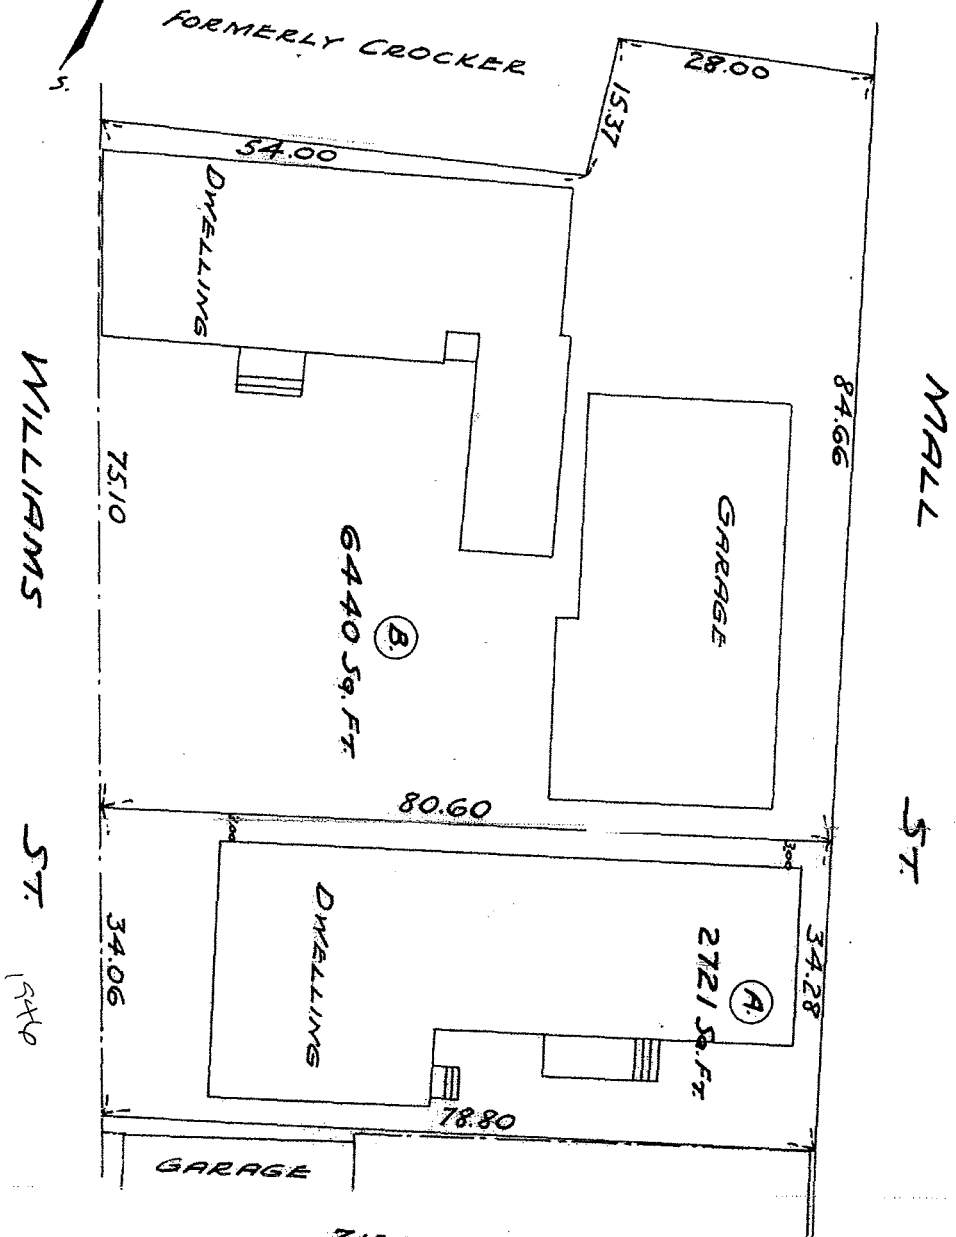 FORMERLY CROCKER
S.
28.00
15.37
54.00
DWELLING
84.66
MALL ST.
WILLIAMS ST.
75.10
GARAGE
6440 Sq. FT.
B.
80.60
3.00
3.00
DWELLING
A.
2721 Sq. FT.
34.28
34.06
78.80
GARAGE